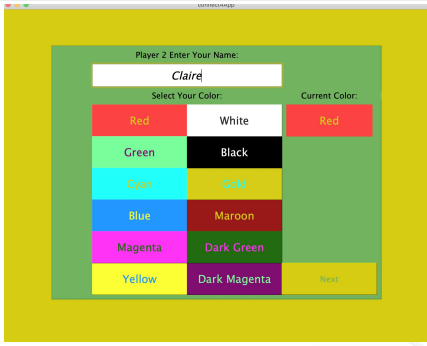 connect4App
Player 2 Enter Your Name:
Claire
Select Your Color: Current Color:
Red White Red
Green Black
Cyan Gold
Blue Maroon
Magenta Dark Green
Yellow Dark Magenta Next